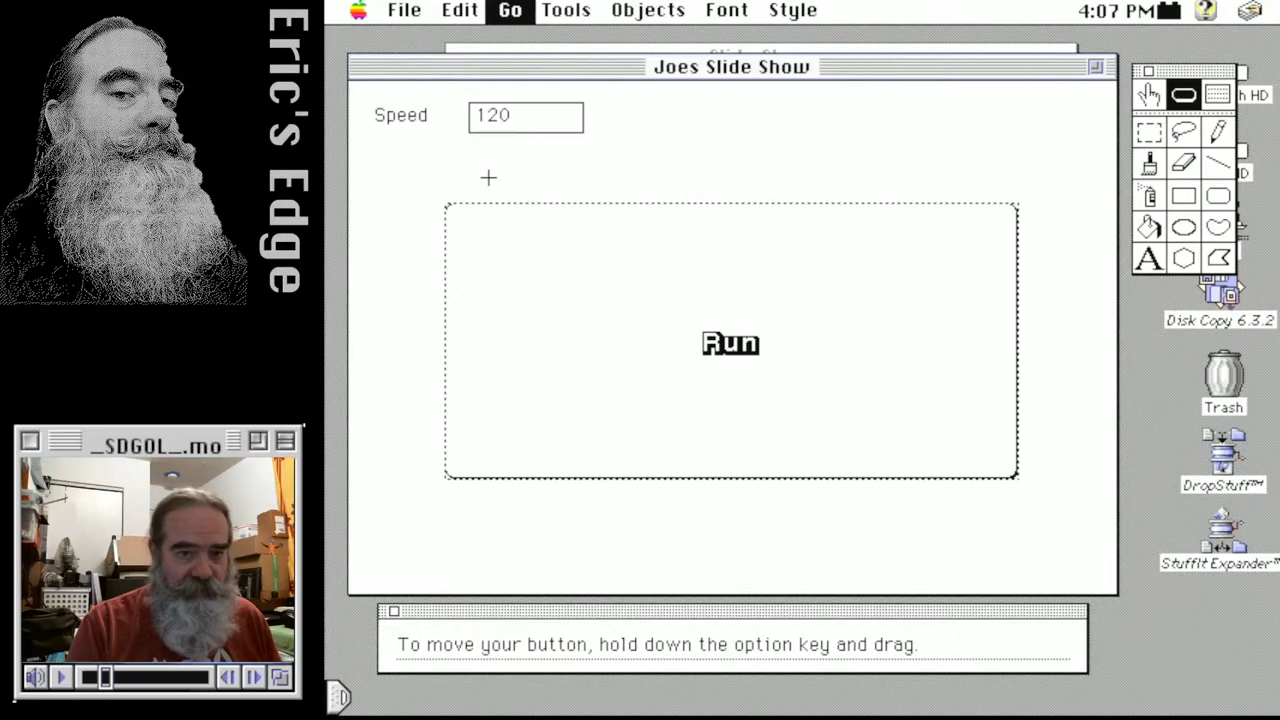 Eric's Edge
File Edit Go Tools Objects Font Style
4:07 PM
Joes Slide Show
Speed 120
Run
h HD
D
Disk Copy 6.3.2
Trash
DropStuff™
StuffIt Expander™
_SDGOL_.mo
To move your button, hold down the option key and drag.